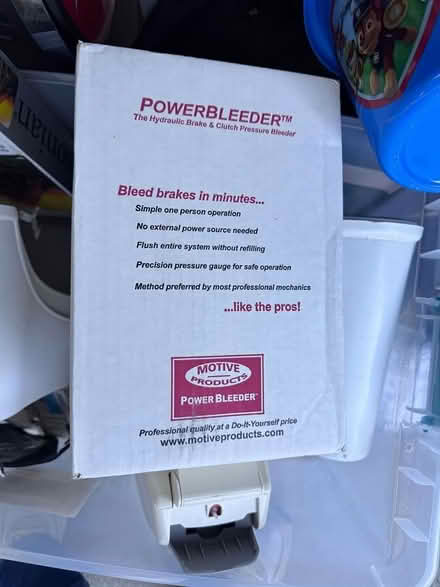 POWERBLEEDER™
The Hydraulic Brake & Clutch Pressure Bleeder
Bleed brakes in minutes...
Simple one person operation
No external power source needed
Flush entire system without refilling
Precision pressure gauge for safe operation
Method preferred by most professional mechanics
...like the pros!
MOTIVE
PRODUCTS
POWER BLEEDER™
Professional quality at a Do-It-Yourself price
www.motiveproducts.com